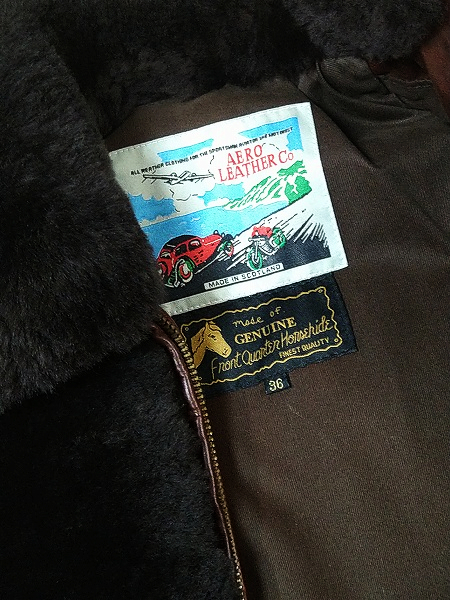 ALL WEATHER CLOTHING FOR THE SPORTSMAN AVIATOR AND MOTORIST.
AERO
LEATHER Co
MADE IN SCOTLAND
made of
GENUINE
Front Quarter Horsehide
FINEST QUALITY
36